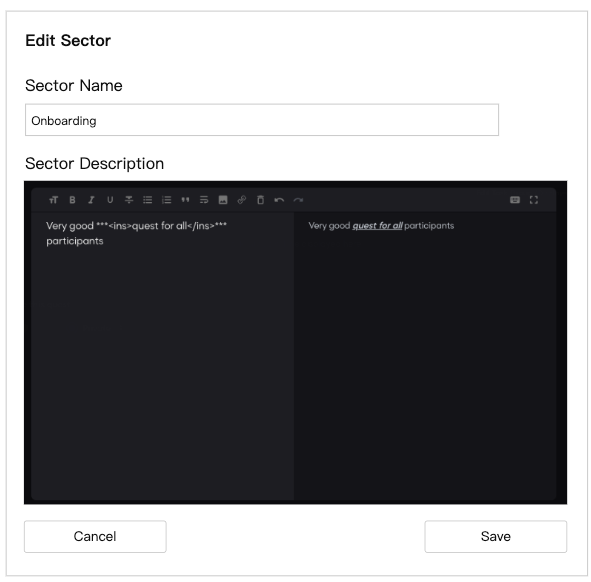 Edit Sector
Sector Name
Onboarding
Sector Description
Very good ***<ins>quest for all</ins>***
participants
Very good quest for all participants
Cancel
Save